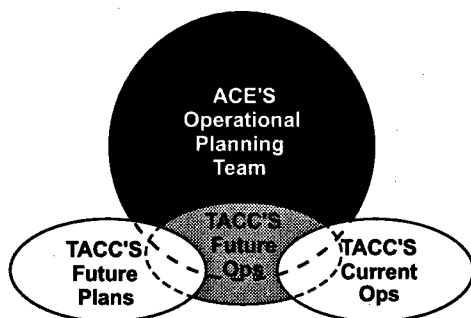 ACE'S
Operational
Planning
Team
TACC'S
Future
Ops
TACC'S
Future
Plans
TACC'S
Current
Ops